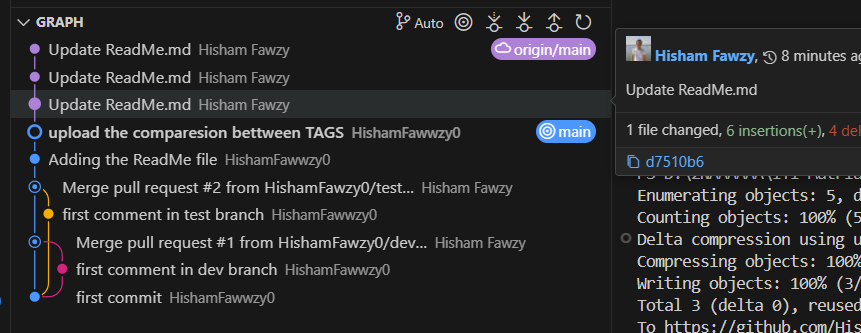 GRAPH
Auto
Update ReadMe.md Hisham Fawzy origin/main
Update ReadMe.md Hisham Fawzy
Update ReadMe.md Hisham Fawzy
upload the comparesion bettween TAGS HishamFawwzy0 main
Adding the ReadMe file HishamFawwzy0
Merge pull request #2 from HishamFawzy0/test... Hisham Fawzy
first comment in test branch HishamFawwzy0
Merge pull request #1 from HishamFawzy0/dev... Hisham Fawzy
first comment in dev branch HishamFawwzy0
first commit HishamFawwzy0
Hisham Fawzy, 8 minutes ag
Update ReadMe.md
1 file changed, 6 insertions(+), 4 del
d7510b6
Enumerating objects: 5, d
Counting objects: 100% (5
Delta compression using u
Compressing objects: 100%
Writing objects: 100% (3/
Total 3 (delta 0), reused
To https://github.com/His